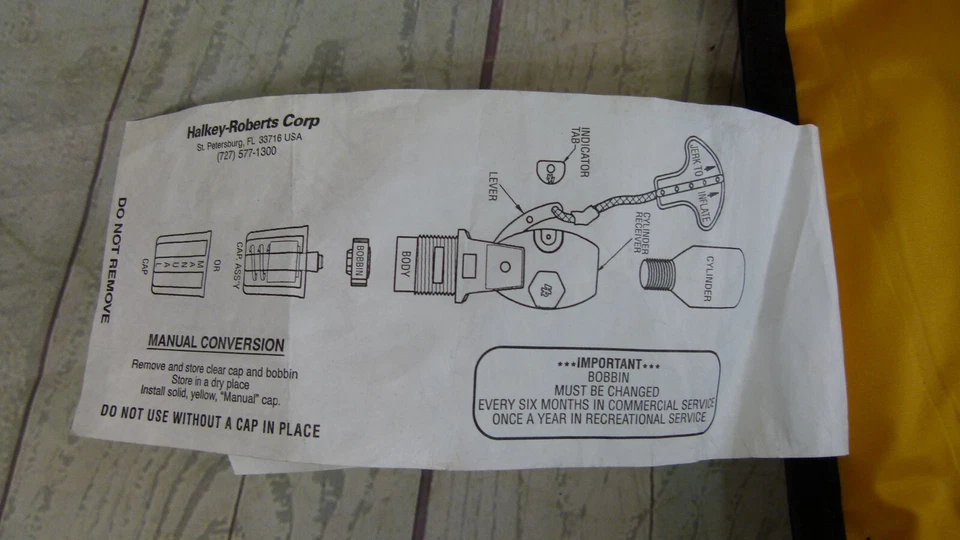 Halkey-Roberts Corp
St. Petersburg, FL 33716 USA
(727) 577-1300
DO NOT REMOVE
INDICATOR
TAB
LEVER
JERK TO
INFLATE
CYLINDER
RECEIVER
CYLINDER
BODY
BOBBIN
CAP ASS'Y
OR
MANUAL
CAP
MANUAL CONVERSION
Remove and store clear cap and bobbin
Store in a dry place
Install solid, yellow, "Manual" cap.
DO NOT USE WITHOUT A CAP IN PLACE
***IMPORTANT***
BOBBIN
MUST BE CHANGED
EVERY SIX MONTHS IN COMMERCIAL SERVICE
ONCE A YEAR IN RECREATIONAL SERVICE